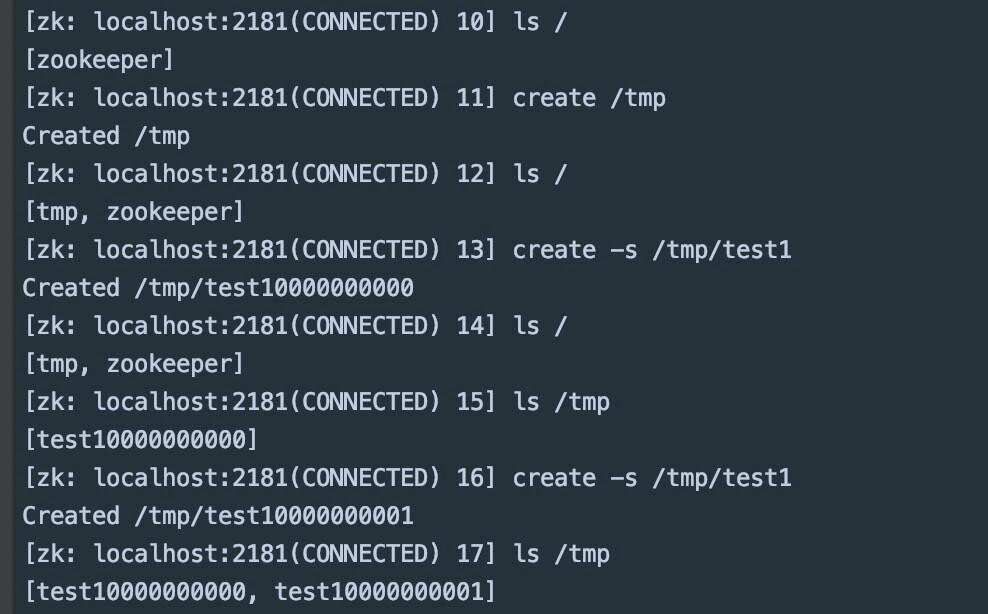 [zk: localhost:2181(CONNECTED) 10] ls /
[zookeeper]
[zk: localhost:2181(CONNECTED) 11] create /tmp
Created /tmp
[zk: localhost:2181(CONNECTED) 12] ls /
[tmp, zookeeper]
[zk: localhost:2181(CONNECTED) 13] create -s /tmp/test1
Created /tmp/test10000000000
[zk: localhost:2181(CONNECTED) 14] ls /
[tmp, zookeeper]
[zk: localhost:2181(CONNECTED) 15] ls /tmp
[test10000000000]
[zk: localhost:2181(CONNECTED) 16] create -s /tmp/test1
Created /tmp/test10000000001
[zk: localhost:2181(CONNECTED) 17] ls /tmp
[test10000000000, test10000000001]